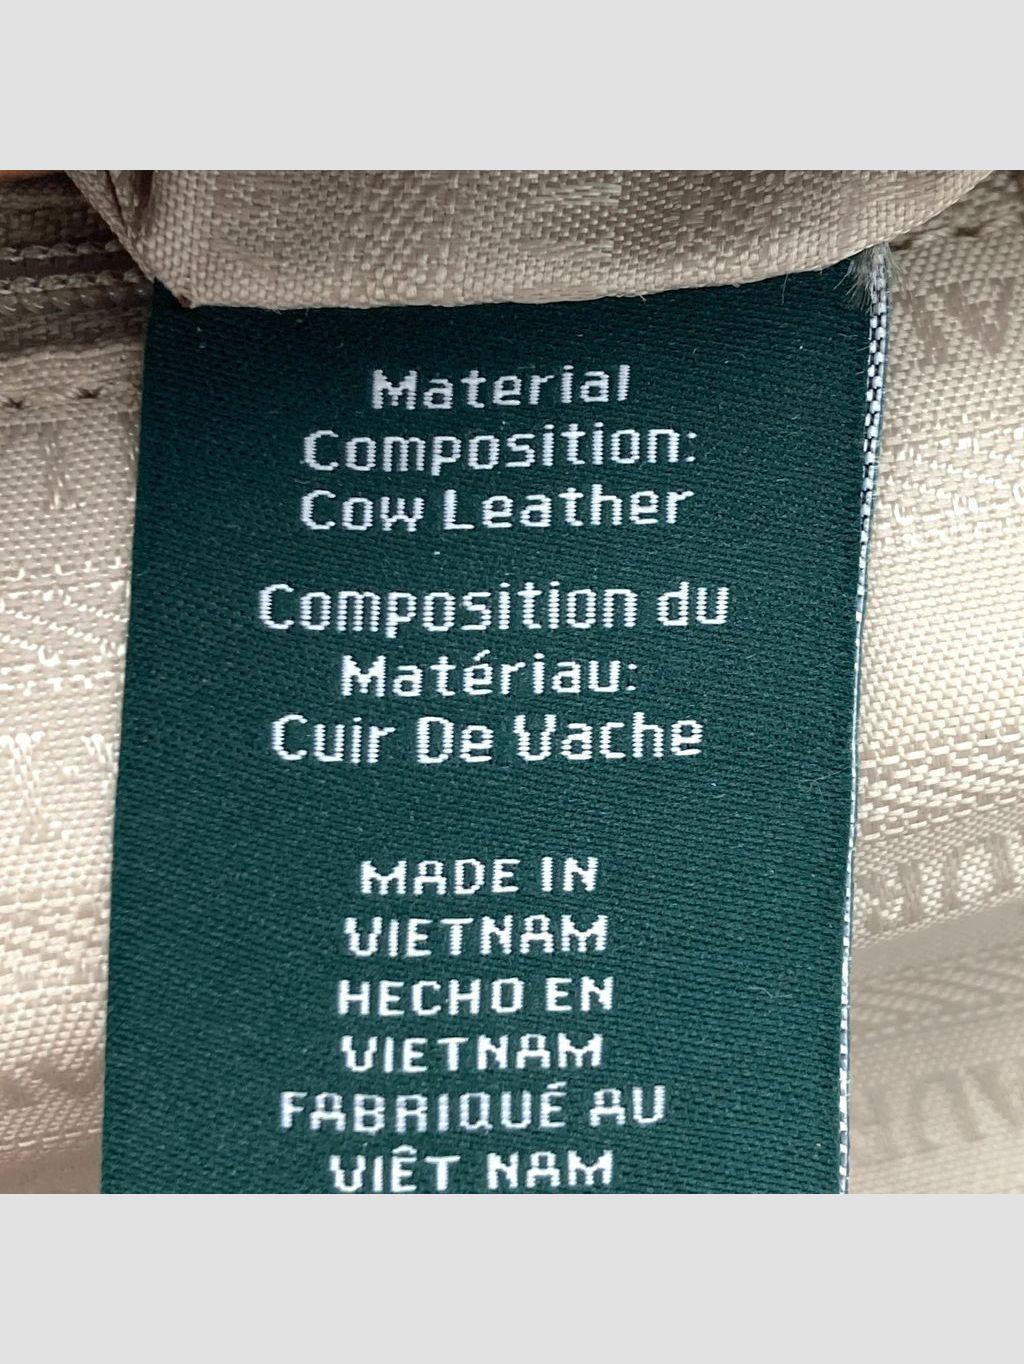 Material
Composition:
Cow Leather
Composition du
Matériau:
Cuir De Vache
MADE IN
VIETNAM
HECHO EN
VIETNAM
FABRIQUÉ AU
VIÊT NAM